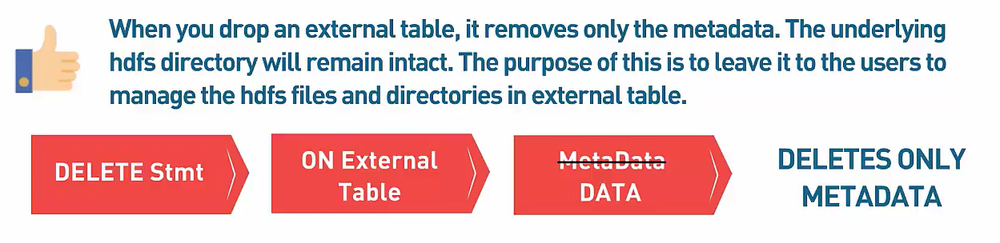 When you drop an external table, it removes only the metadata. The underlying
hdfs directory will remain intact. The purpose of this is to leave it to the users to
manage the hdfs files and directories in external table.
DELETE Stmt
ON External
Table
MetaData
DATA
DELETES ONLY
METADATA